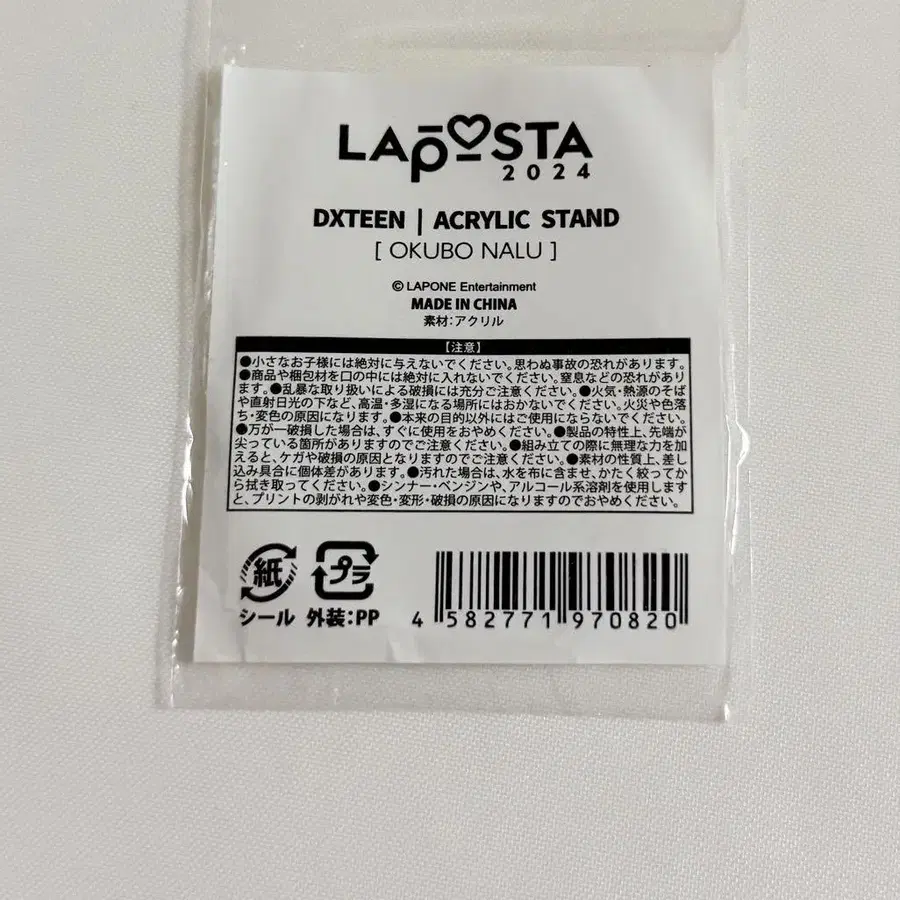 LAPOSTA
2024
DXTEEN | ACRYLIC STAND
[ OKUBO NALU ]
© LAPONE Entertainment
MADE IN CHINA
素材:アクリル
【注意】
●小さなお子様には絶対に与えないでください。思わぬ事故の恐れがあります。
●商品や梱包材を口の中には絶対に入れないでください。窒息などの恐れがあり
ます。●乱暴な取り扱いによる破損には充分ご注意ください。●火気・熱源のそば
や直射日光の下など、高温・多湿になる場所にはおかないでください。火災や色落
ち・変色の原因になります。●本来の目的以外にはご使用にならないでください。
●万が一破損した場合は、すぐに使用をおやめください。●製品の特性上、先端が
尖っている箇所がありますのでご注意ください。●組み立ての際に無理な力を加
えると、ケガや破損の原因となりますのでご注意ください。●素材の性質上、差し
込み具合に個体差があります。●汚れた場合は、水を布に含ませ、かたく絞ってか
ら拭き取ってください。●シンナー・ベンジンや、アルコール系溶剤を使用します
と、プリントの剥がれや変色・変形・破損の原因になりますのでおやめください。
紙 プラ
シール 外装:PP
4 582771 970820